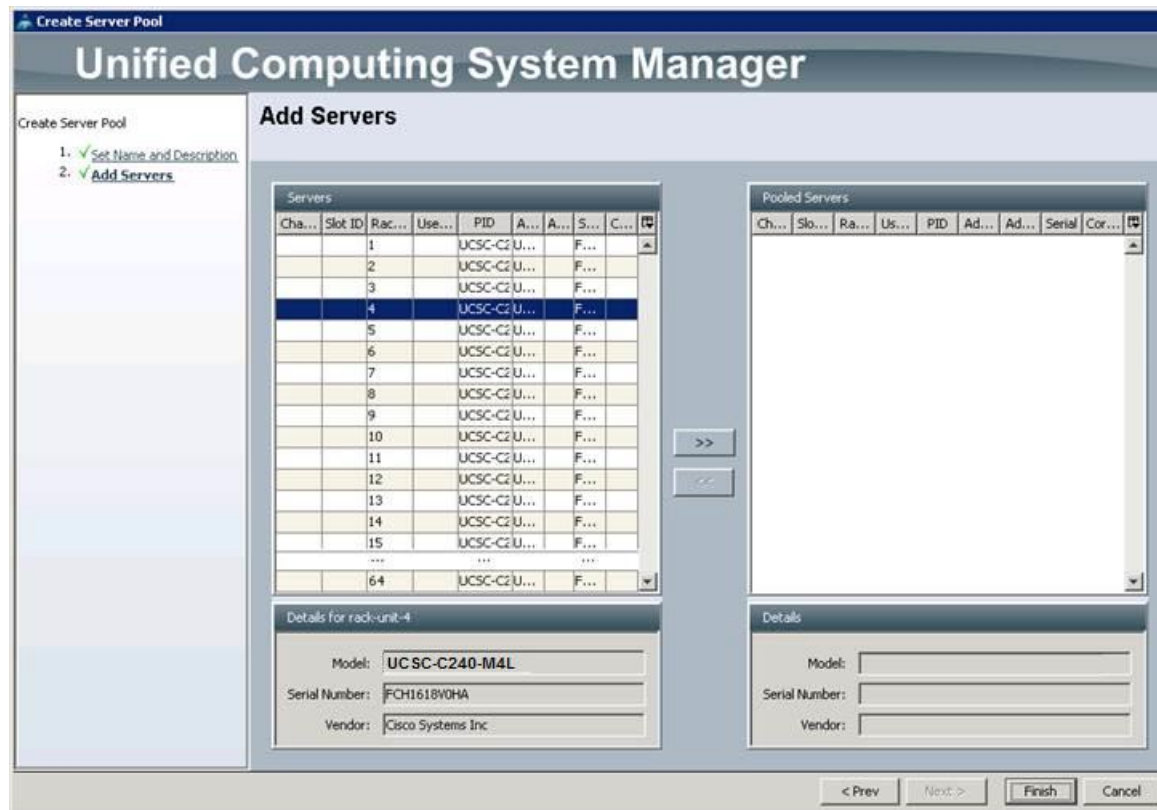 Create Server Pool
Unified Computing System Manager
Create Server Pool
1. Set Name and Description
2. Add Servers
Add Servers
Servers
Cha... Slot ID Rac... Use... PID A... A... S... C...
1 UCSC-C2 U... F...
2 UCSC-C2 U... F...
3 UCSC-C2 U... F...
4 UCSC-C2 U... F...
5 UCSC-C2 U... F...
6 UCSC-C2 U... F...
7 UCSC-C2 U... F...
8 UCSC-C2 U... F...
9 UCSC-C2 U... F...
10 UCSC-C2 U... F...
11 UCSC-C2 U... F...
12 UCSC-C2 U... F...
13 UCSC-C2 U... F...
14 UCSC-C2 U... F...
15 UCSC-C2 U... F...
... ... ...
64 UCSC-C2 U... F...
Details for rack-unit-4
Model: UCSC-C240-M4L
Serial Number: FCH1618V0HA
Vendor: Cisco Systems Inc
>>
<<
Pooled Servers
Ch... Slo... Ra... Us... PID Ad... Ad... Serial Cor...
Details
Model:
Serial Number:
Vendor:
< Prev Next > Finish Cancel